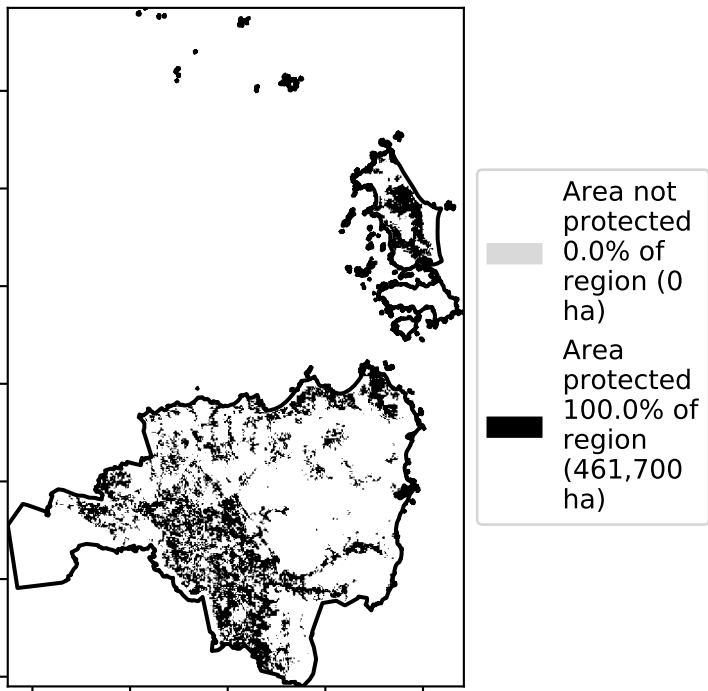 Area not
protected
0.0% of
region (0
ha)
Area
protected
100.0% of
region
(461,700
ha)